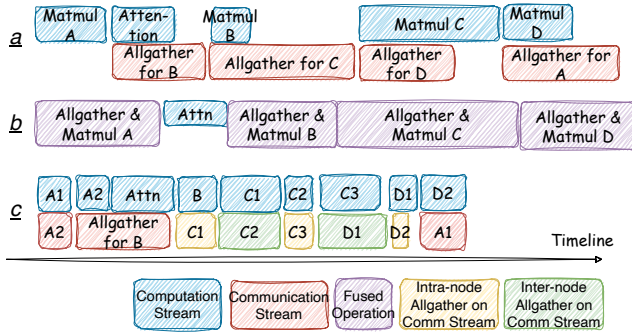 a
Matmul
A
Atten-
tion
Matmul
B
Matmul C
Matmul
D
Allgather
for B
Allgather for C
Allgather
for D
Allgather for
A
b
Allgather &
Matmul A
Attn
Allgather &
Matmul B
Allgather &
Matmul C
Allgather &
Matmul D
c
A1 A2 Attn B C1 C2 C3 D1 D2
A2 Allgather
for B
C1 C2 C3 D1 D2 A1
Timeline
Computation
Stream
Communication
Stream
Fused
Operation
Intra-node
Allgather on
Comm Stream
Inter-node
Allgather on
Comm Stream